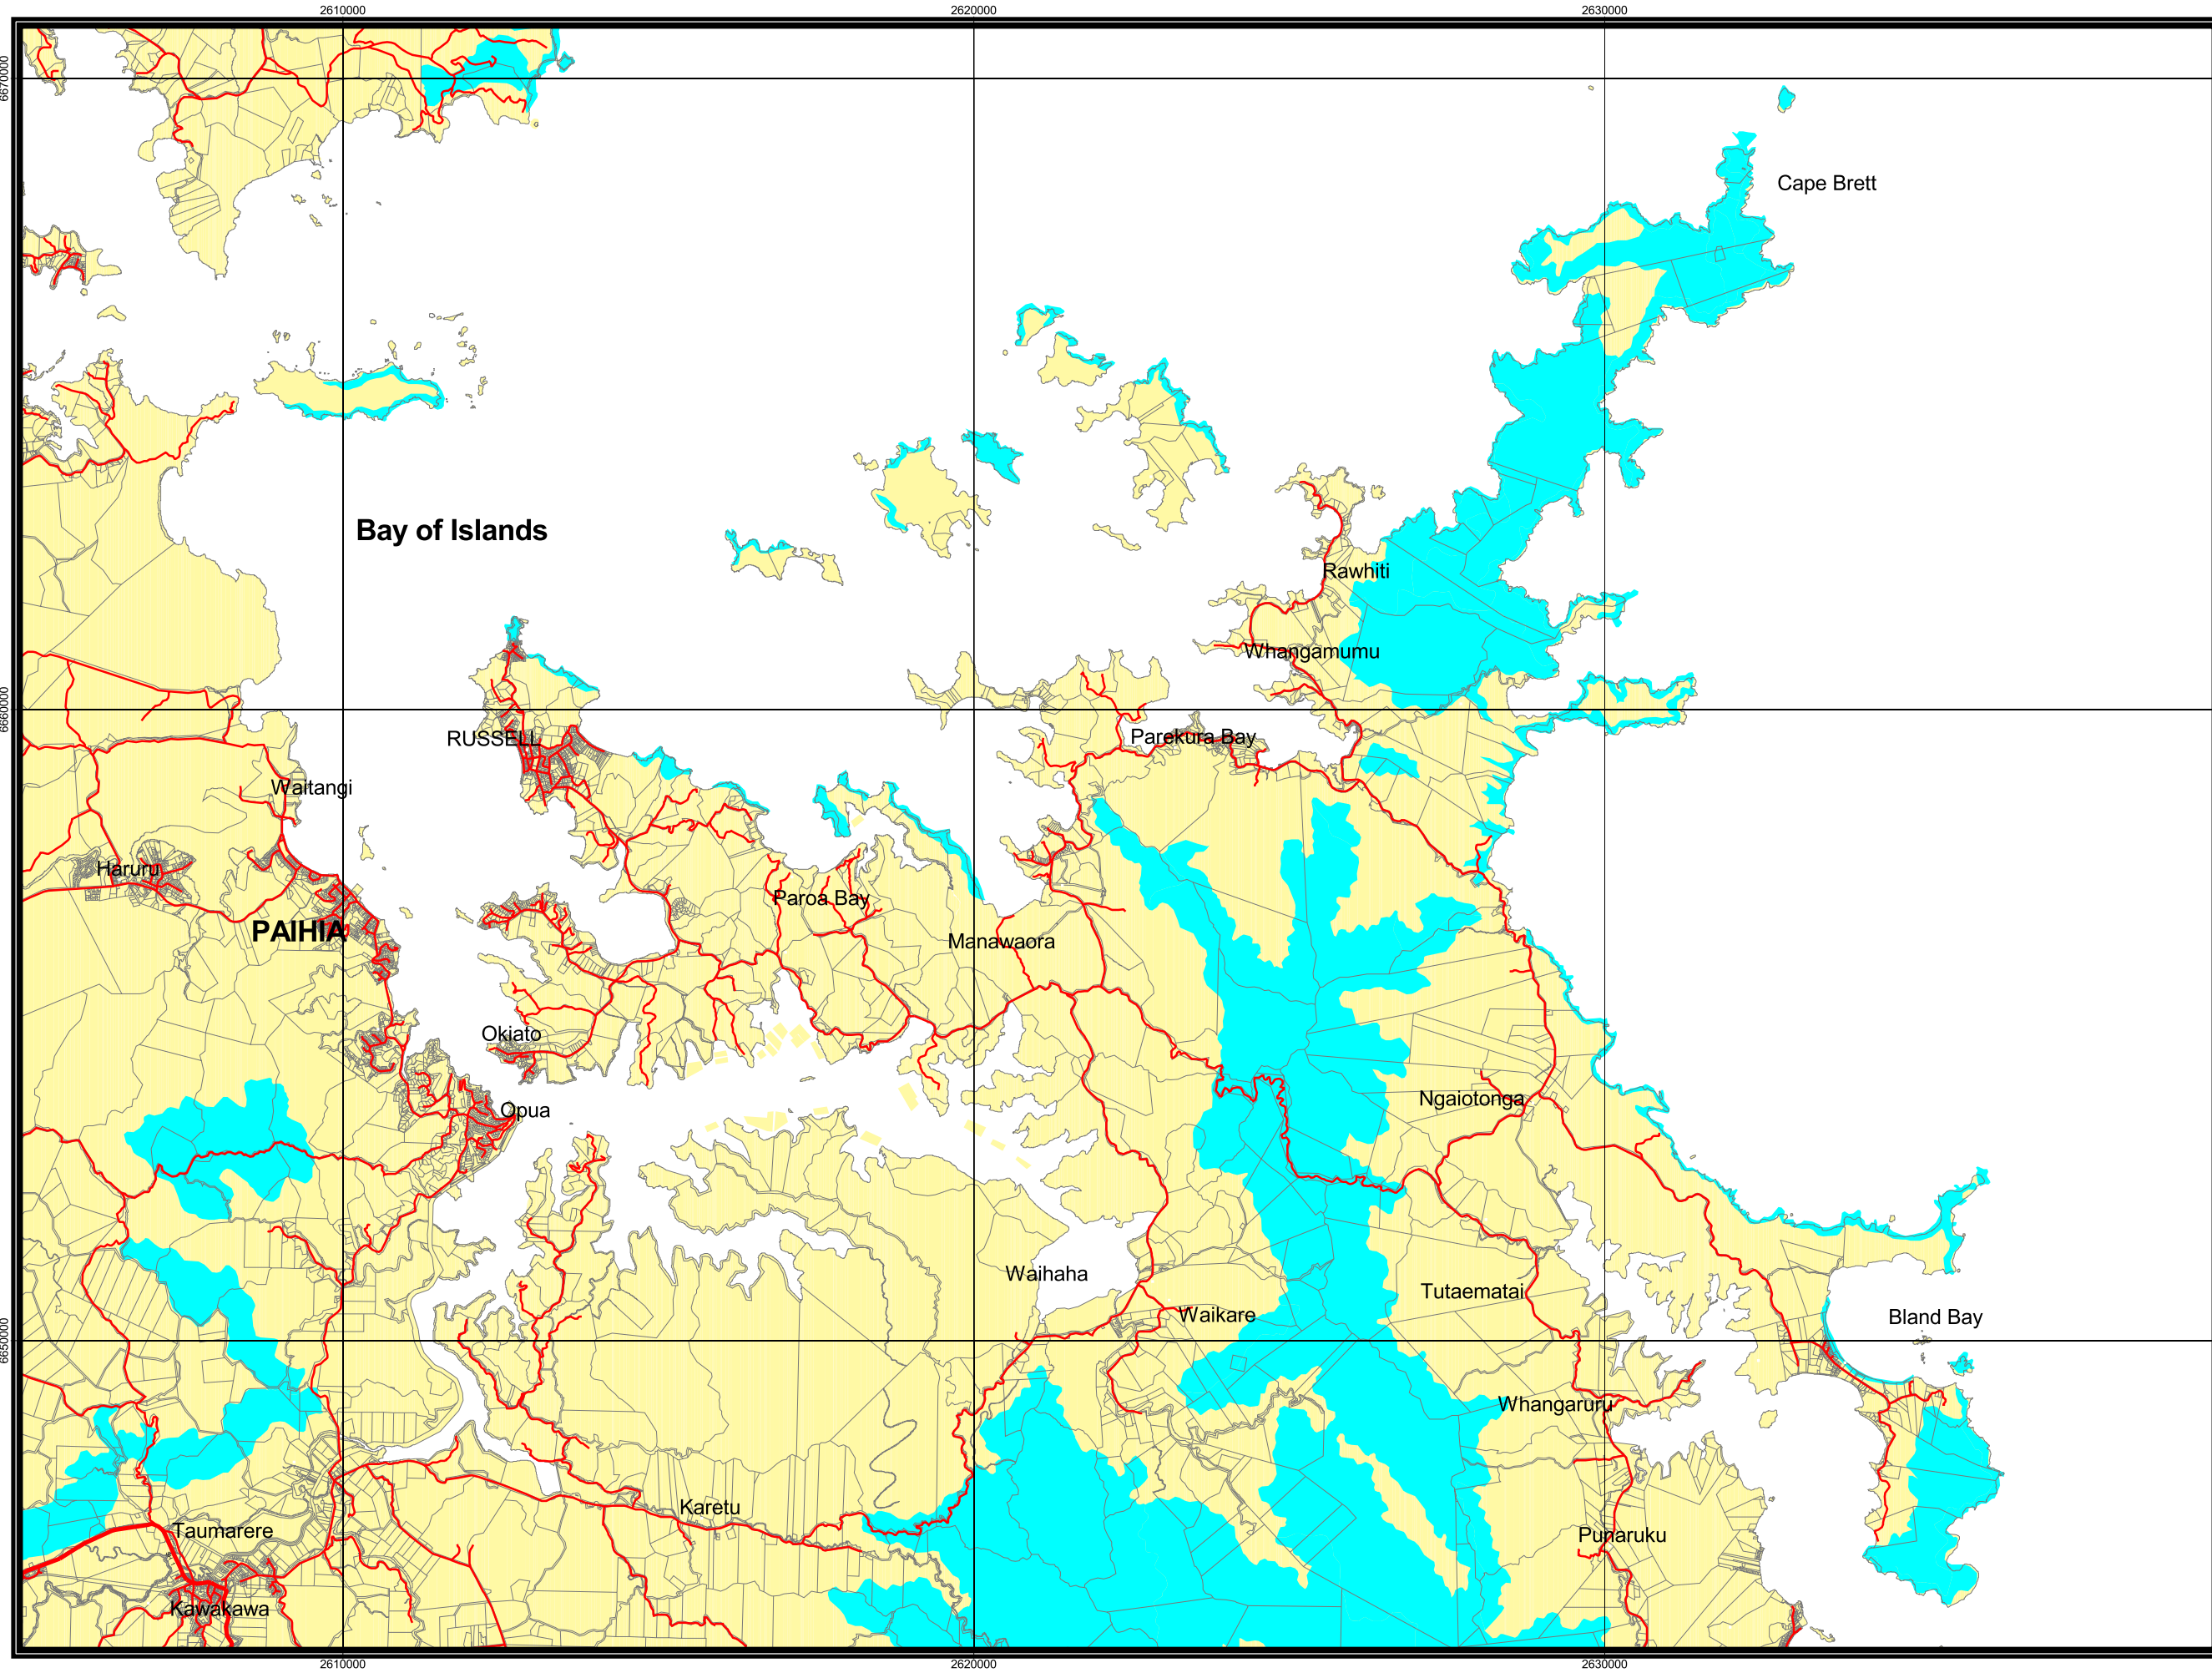 2610000
2620000
2630000
6670000
Cape Brett
Bay of Islands
Rawhiti
Whangamumu
6660000
RUSSELL
Parekura Bay
Waitangi
Haruru
Paroa Bay
PAIHIA
Manawaora
Okiato
Opua
Ngaiotonga
Waihaha
Tutaematai
Waikare
Bland Bay
6650000
Whangaruru
Karetu
Taumarere
Punaruku
Kawakawa
2610000
2620000
2630000